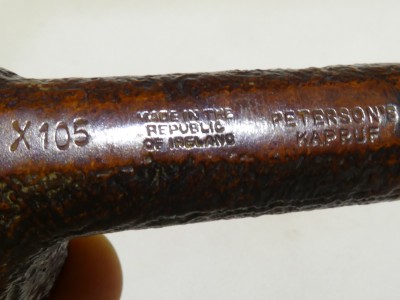 X105
MADE IN THE
REPUBLIC
OF IRELAND
PETERSON'S
KAPRUF